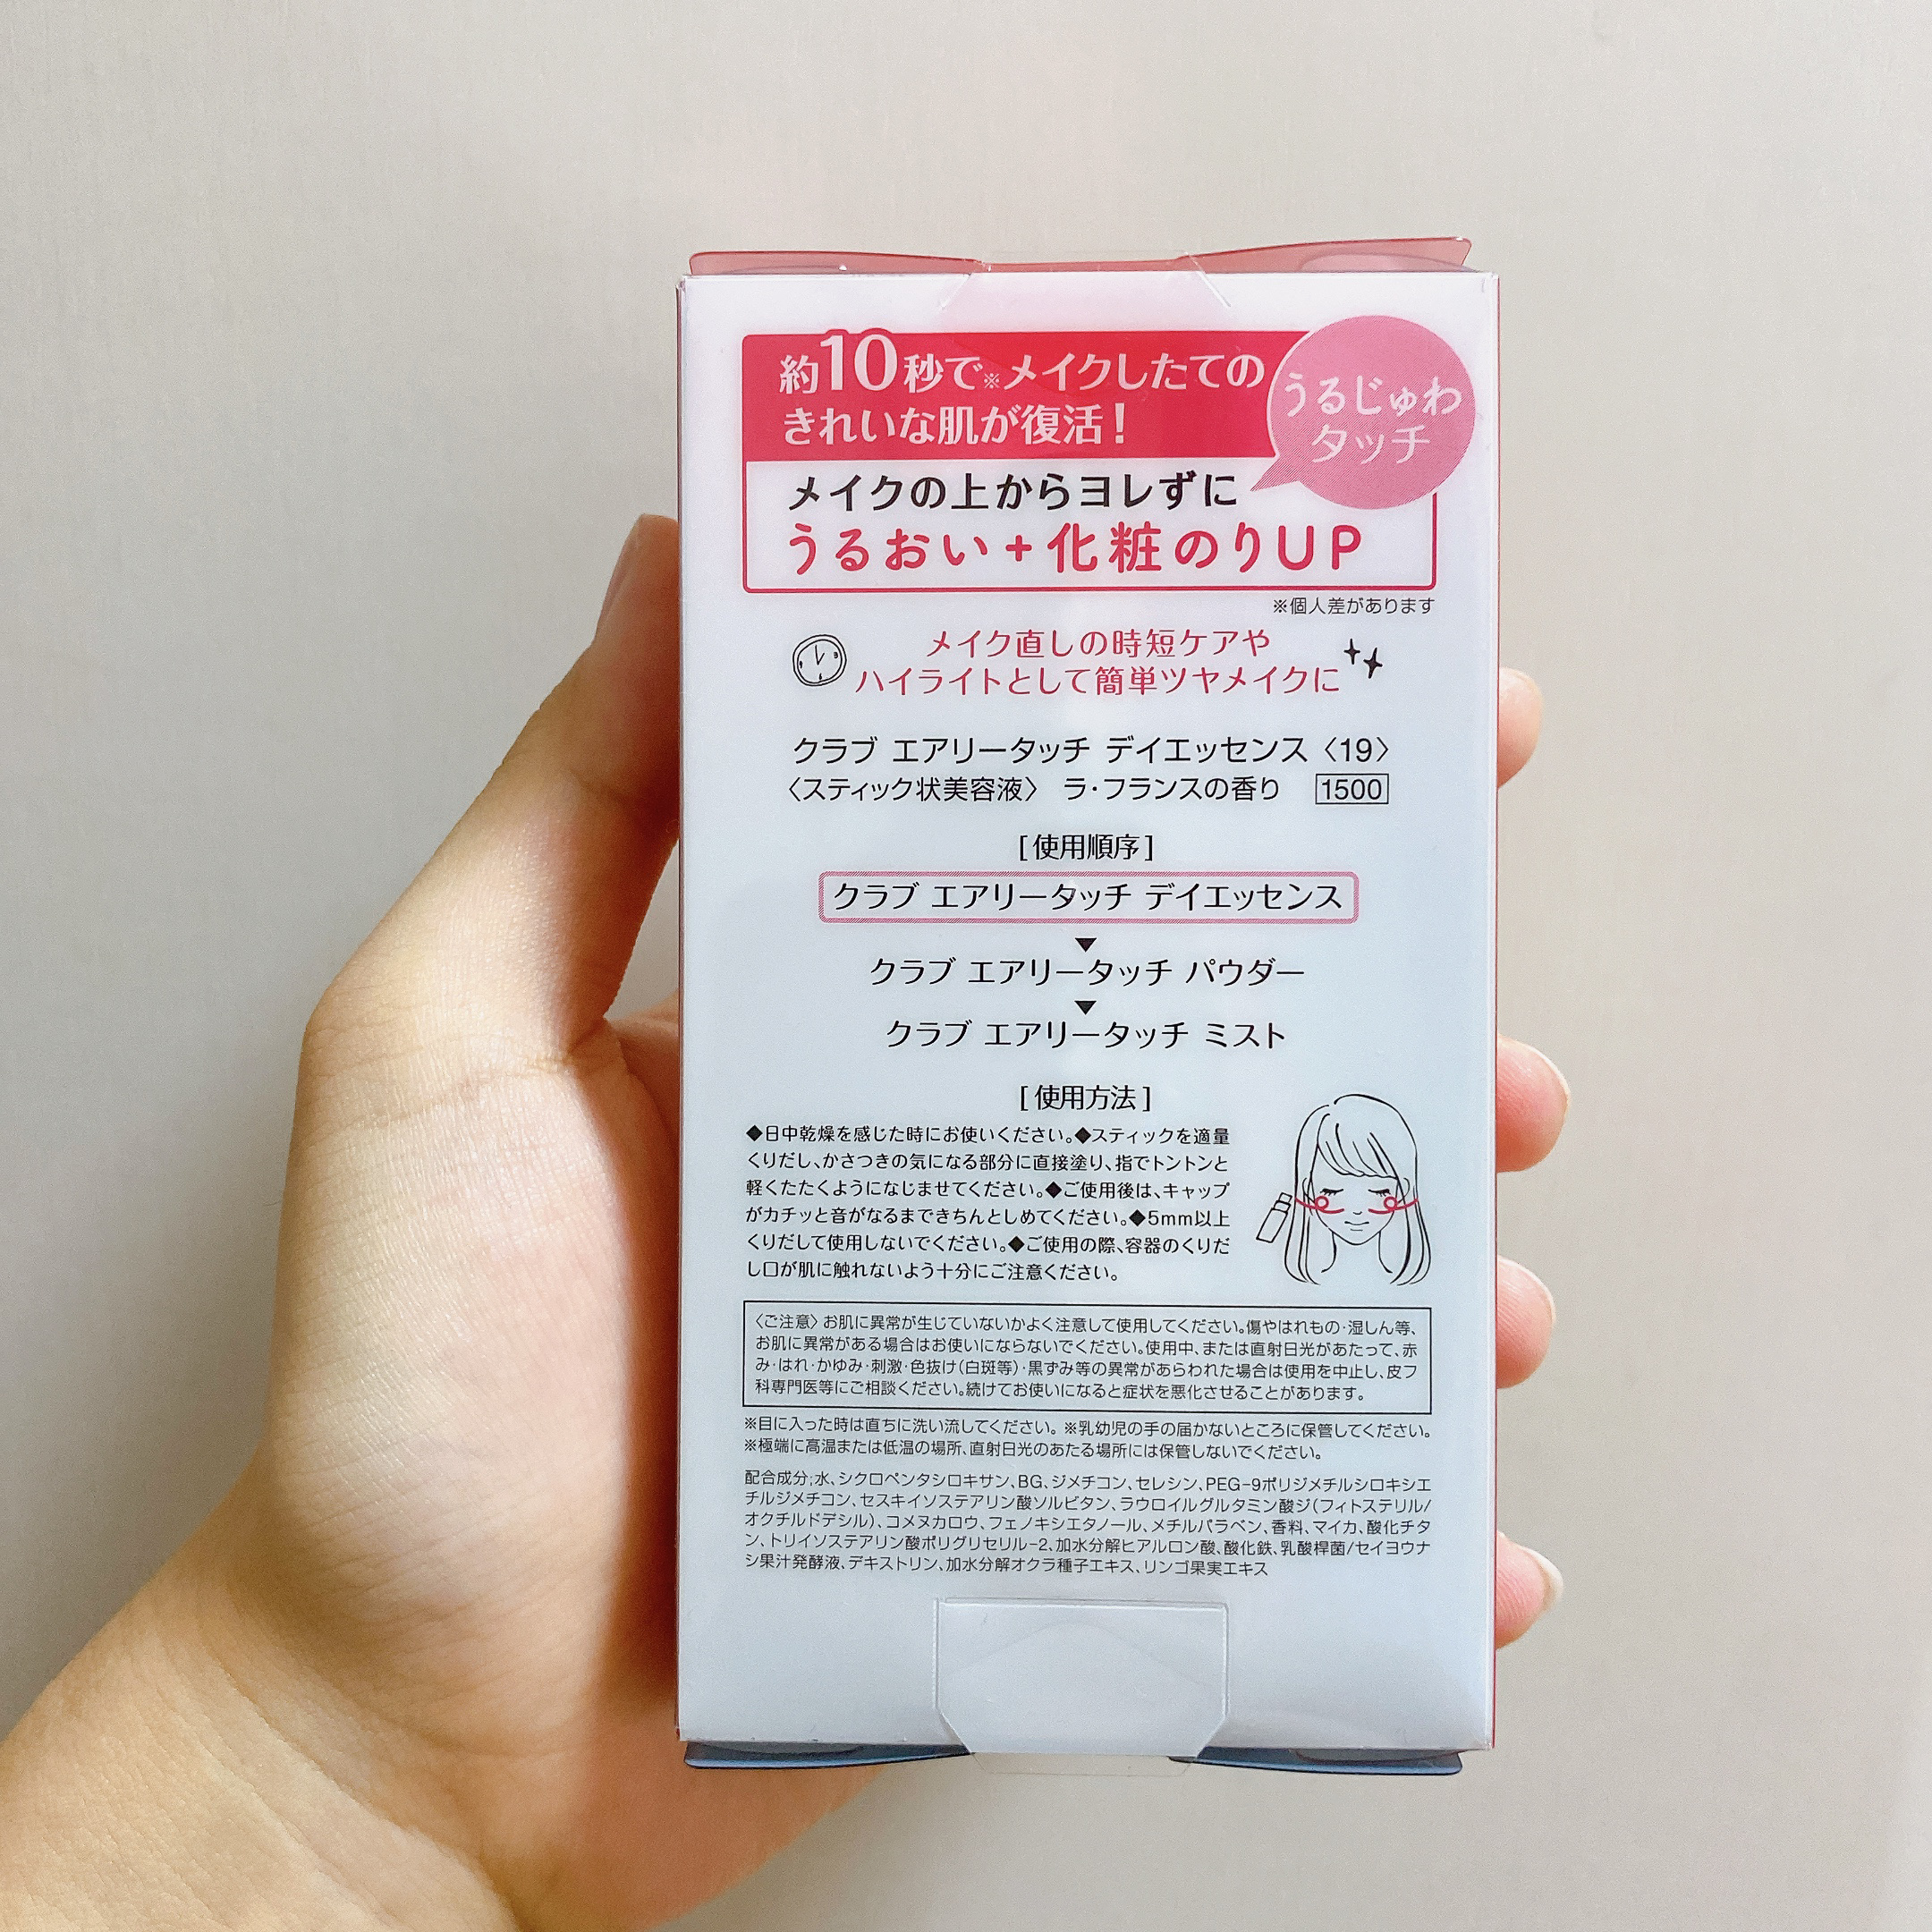 約10秒で※メイクしたての
きれいな肌が復活!
うるじゅわ
タッチ
メイクの上からヨレずに
うるおい+化粧のりUP
※個人差があります
メイク直しの時短ケアや
ハイライトとして簡単ツヤメイクに
クラブ エアリータッチ デイエッセンス〈19〉
〈スティック状美容液〉 ラ・フランスの香り 1500
[使用順序]
クラブ エアリータッチ デイエッセンス
▼
クラブ エアリータッチ パウダー
▼
クラブ エアリータッチ ミスト
[使用方法]
◆日中乾燥を感じた時にお使いください。◆スティックを適量
くりだし、かさつきの気になる部分に直接塗り、指でトントンと
軽くたたくようになじませてください。◆ご使用後は、キャップ
がカチッと音がなるまできちんとしめてください。◆5mm以上
くりだして使用しないでください。◆ご使用の際、容器のくりだ
し口が肌に触れないよう十分にご注意ください。
〈ご注意〉お肌に異常が生じていないかよく注意して使用してください。傷やはれもの・湿しん等、
お肌に異常がある場合はお使いにならないでください。使用中、または直射日光があたって、赤
み・はれ・かゆみ・刺激・色抜け(白斑等)・黒ずみ等の異常があらわれた場合は使用を中止し、皮フ
科専門医等にご相談ください。続けてお使いになると症状を悪化させることがあります。
※目に入った時は直ちに洗い流してください。※乳幼児の手の届かないところに保管してください。
※極端に高温または低温の場所、直射日光のあたる場所には保管しないでください。
配合成分;水、シクロペンタシロキサン、BG、ジメチコン、セレシン、PEG-9ポリジメチルシロキシエ
チルジメチコン、セスキイソステアリン酸ソルビタン、ラウロイルグルタミン酸ジ(フィトステリル/
オクチルドデシル)、コメヌカロウ、フェノキシエタノール、メチルパラベン、香料、マイカ、酸化チタ
ン、トリイソステアリン酸ポリグリセリル-2、加水分解ヒアルロン酸、酸化鉄、乳酸桿菌/セイヨウナ
シ果汁発酵液、デキストリン、加水分解オクラ種子エキス、リンゴ果実エキス